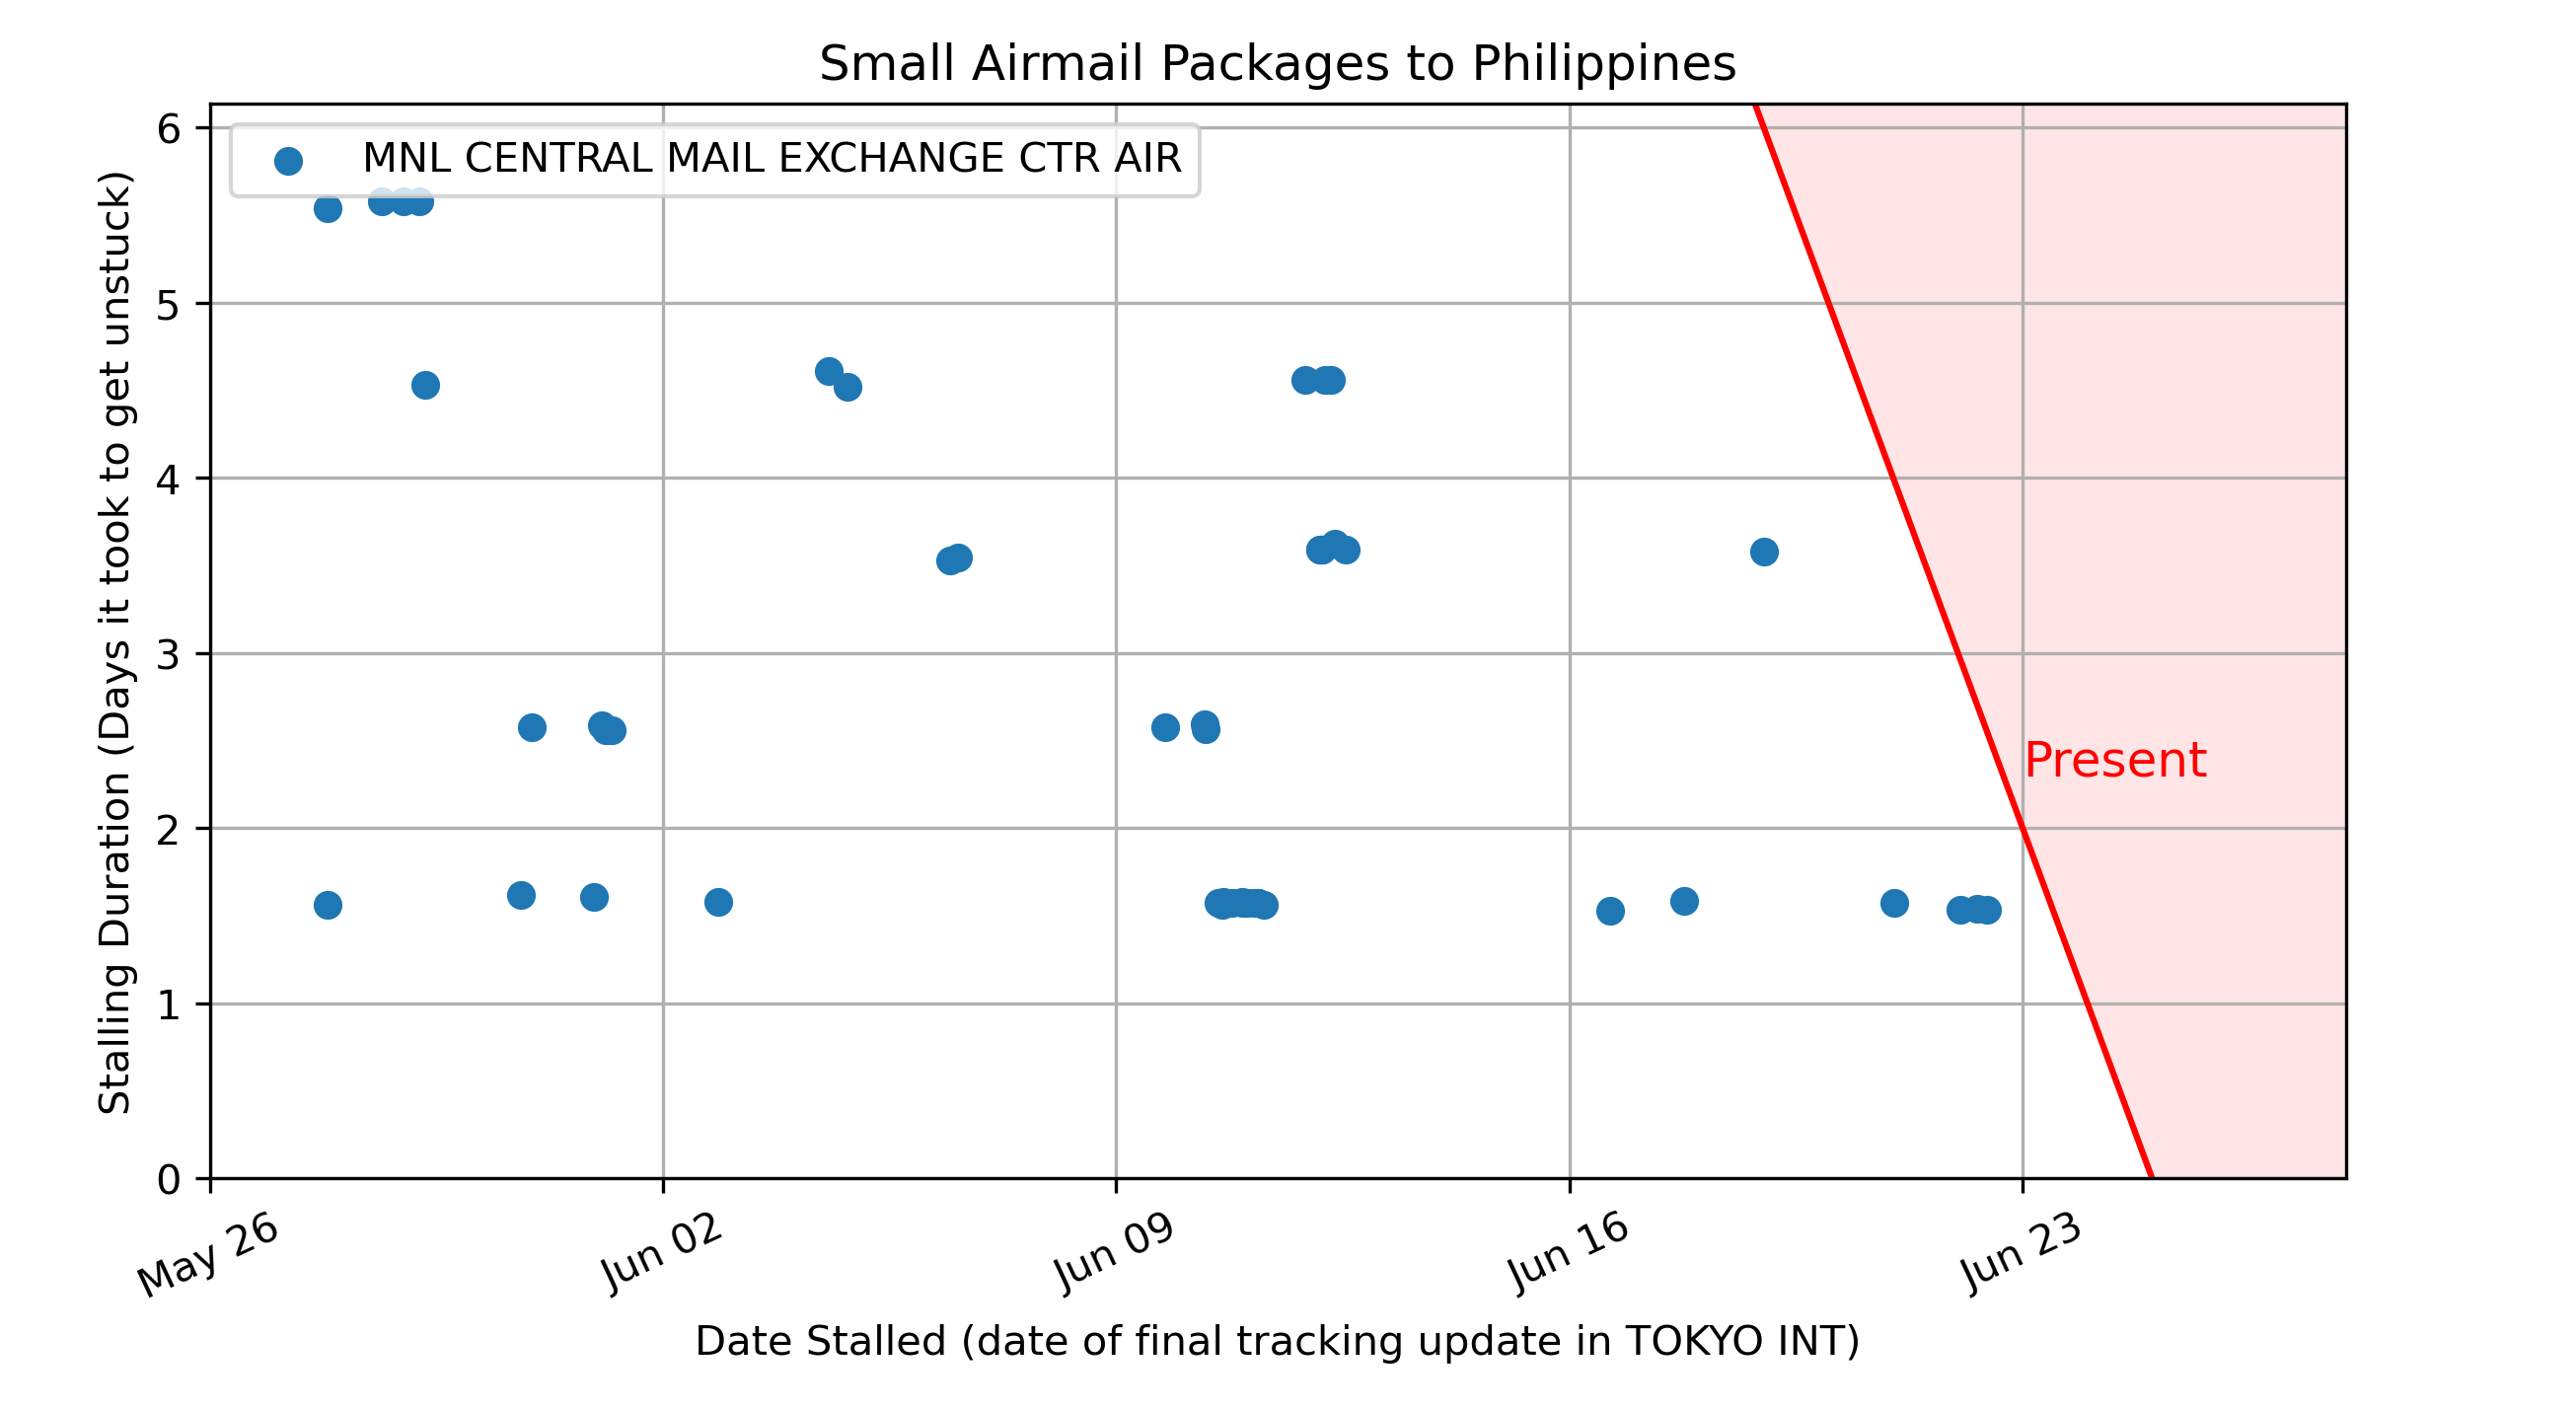 Small Airmail Packages to Philippines
MNL CENTRAL MAIL EXCHANGE CTR AIR
Stalling Duration (Days it took to get unstuck)
6
5
4
3
2
1
0
Present
May 26
Jun 02
Jun 09
Jun 16
Jun 23
Date Stalled (date of final tracking update in TOKYO INT)